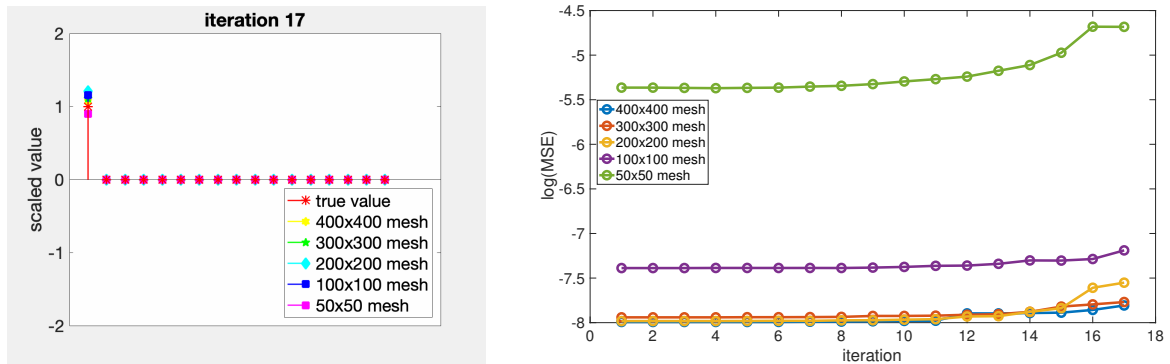 iteration 17
2
1
0
-1
-2
scaled value
true value
400x400 mesh
300x300 mesh
200x200 mesh
100x100 mesh
50x50 mesh
-4.5
-5
-5.5
-6
-6.5
-7
-7.5
-8
log(MSE)
400x400 mesh
300x300 mesh
200x200 mesh
100x100 mesh
50x50 mesh
0 2 4 6 8 10 12 14 16 18
iteration